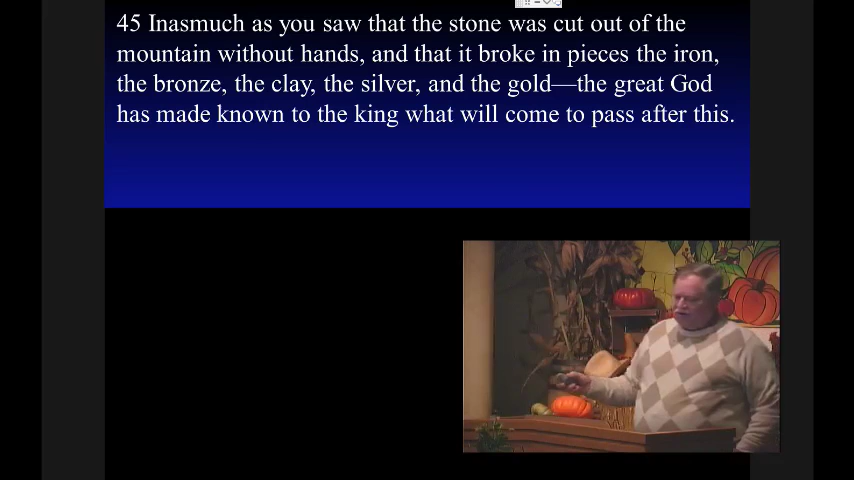 45 Inasmuch as you saw that the stone was cut out of the
mountain without hands, and that it broke in pieces the iron,
the bronze, the clay, the silver, and the gold—the great God
has made known to the king what will come to pass after this.